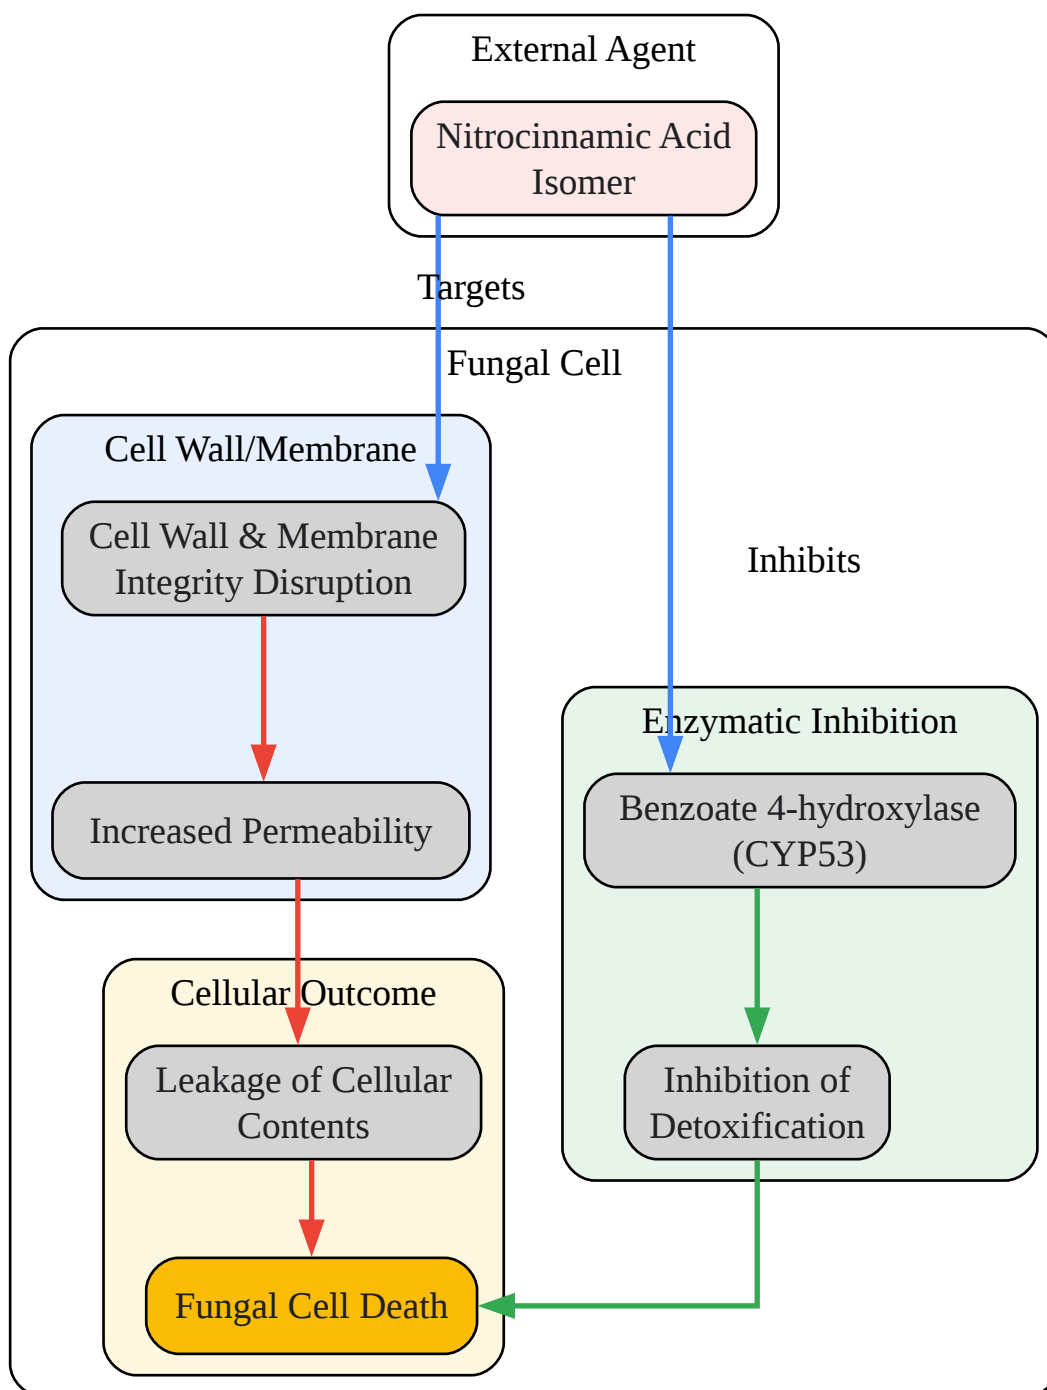 External Agent
Nitrocinnamic Acid
Isomer
Targets
Fungal Cell
Cell Wall/Membrane
Cell Wall & Membrane
Integrity Disruption
Inhibits
Increased Permeability
Enzymatic Inhibition
Benzoate 4-hydroxylase
(CYP53)
Cellular Outcome
Leakage of Cellular
Contents
Inhibition of
Detoxification
Fungal Cell Death